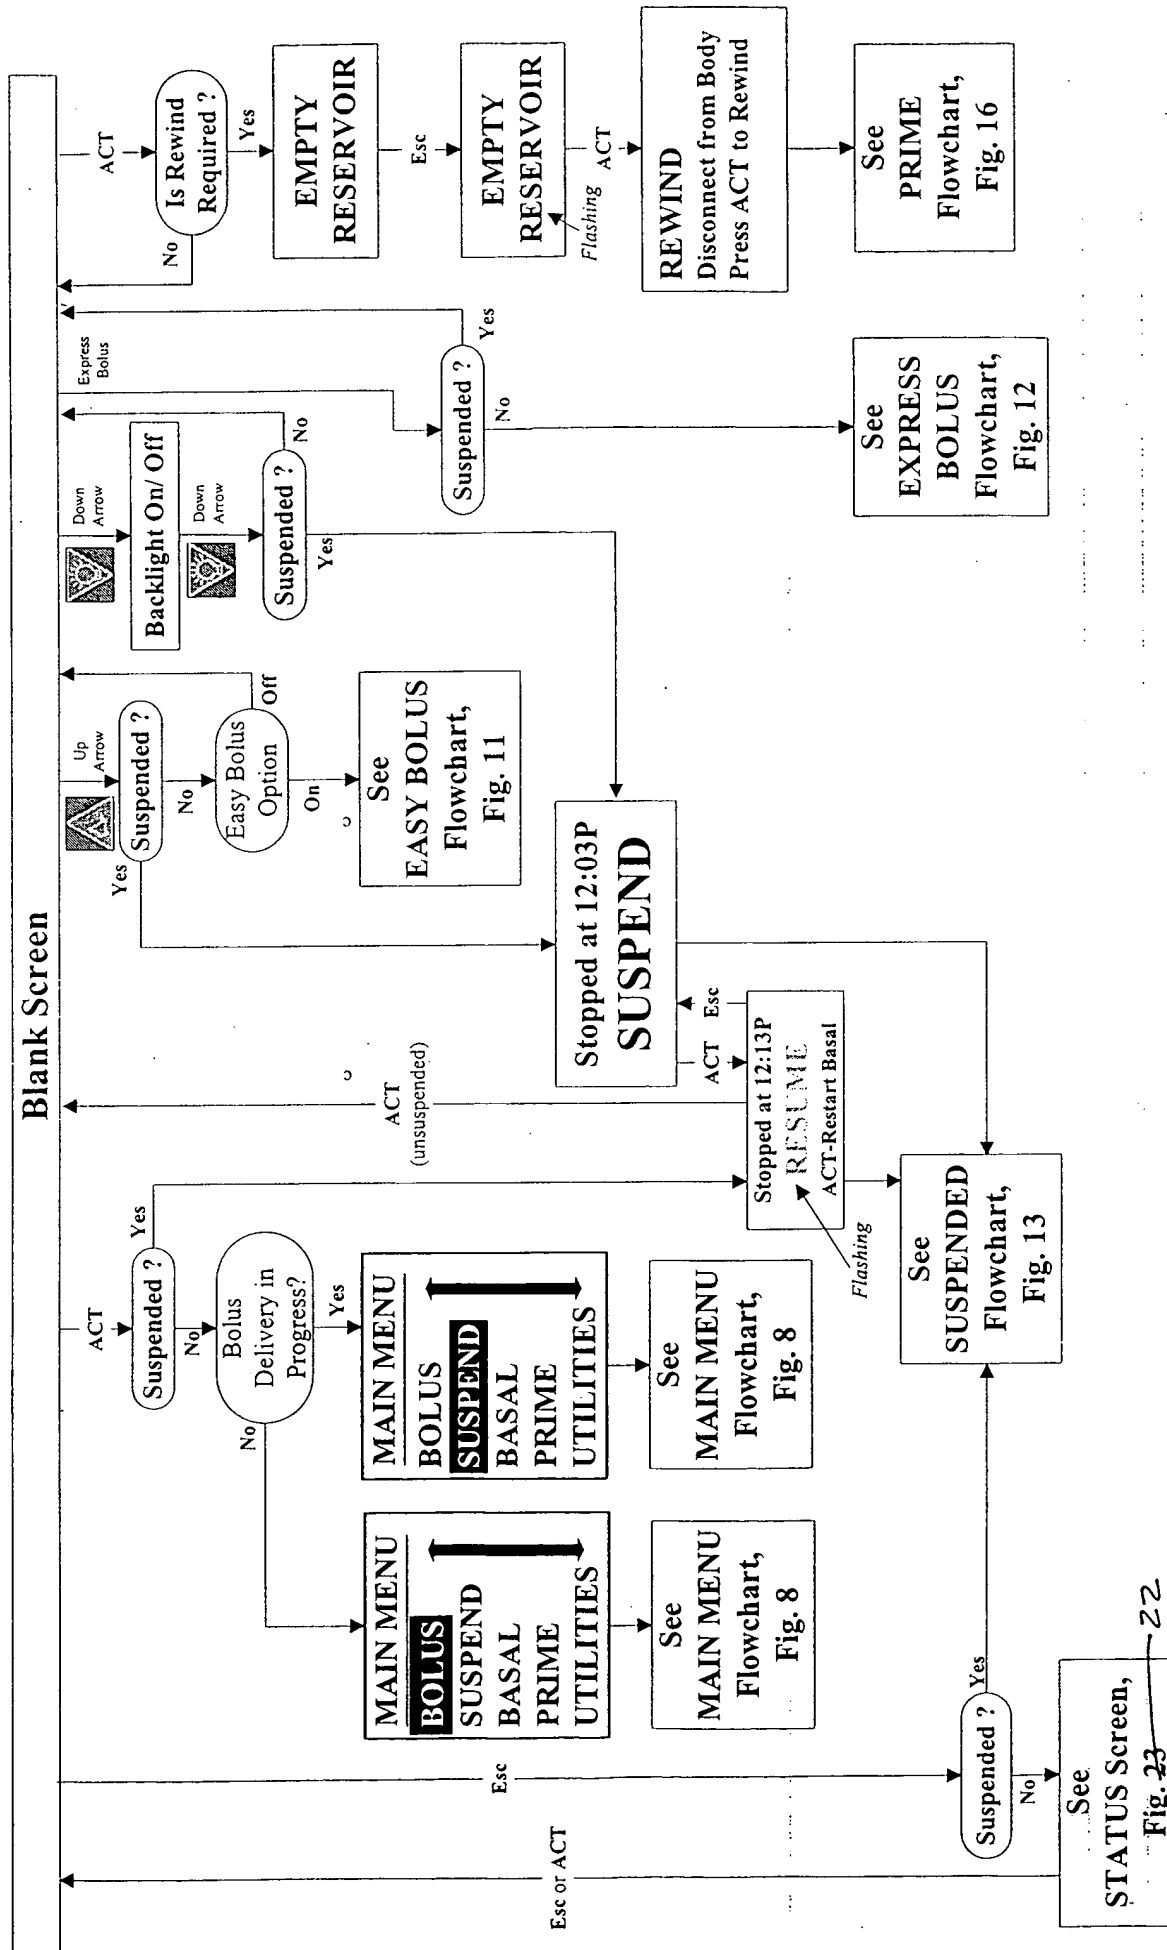 Blank Screen
Esc or ACT
Esc
Suspended ?
Yes
No
See
STATUS Screen,
Fig. 23 22
ACT
Suspended ?
Yes
No
Bolus
Delivery in
Progress?
No
Yes
MAIN MENU
BOLUS
SUSPEND
BASAL
PRIME
UTILITIES
See
MAIN MENU
Flowchart,
Fig. 8
MAIN MENU
BOLUS
SUSPEND
BASAL
PRIME
UTILITIES
See
MAIN MENU
Flowchart,
Fig. 8
ACT
(unsuspended)
Stopped at 12:13P
RESUME
ACT-Restart Basal
Flashing
ACT
Esc
See
SUSPENDED
Flowchart,
Fig. 13
Stopped at 12:03P
SUSPEND
Up
Arrow
Suspended ?
Yes
No
Easy Bolus
Option
Off
On
See
EASY BOLUS
Flowchart,
Fig. 11
Down
Arrow
Backlight On/ Off
Down
Arrow
Suspended ?
No
Yes
Express
Bolus
Suspended ?
Yes
No
See
EXPRESS
BOLUS
Flowchart,
Fig. 12
ACT
Is Rewind
Required ?
No
Yes
EMPTY
RESERVOIR
Esc
EMPTY
RESERVOIR
Flashing
ACT
REWIND
Disconnect from Body
Press ACT to Rewind
See
PRIME
Flowchart,
Fig. 16